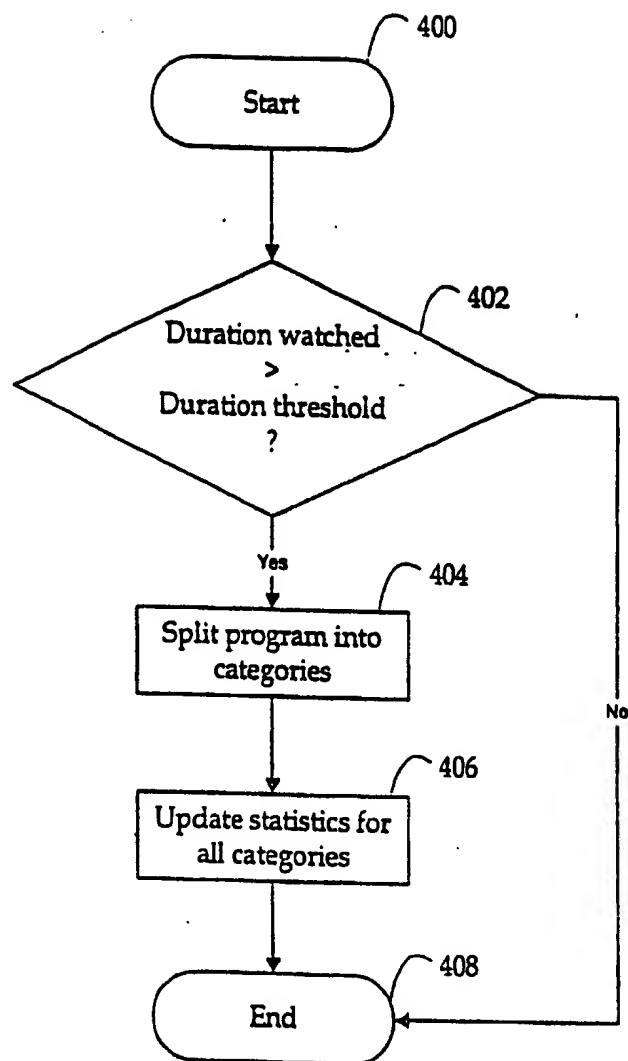 400
Start
402
Duration watched
>
Duration threshold
?
Yes
404
Split program into
categories
No
406
Update statistics for
all categories
408
End